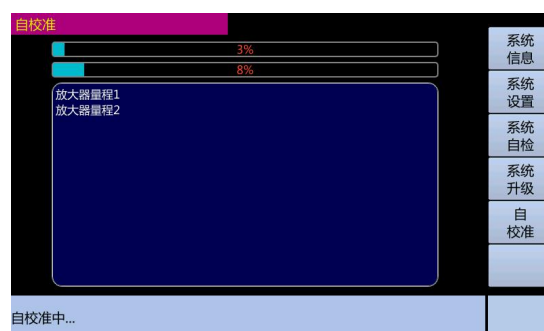 自校准
3%
8%
放大器量程1
放大器量程2
系统
信息
系统
设置
系统
自检
系统
升级
自
校准
自校准中...